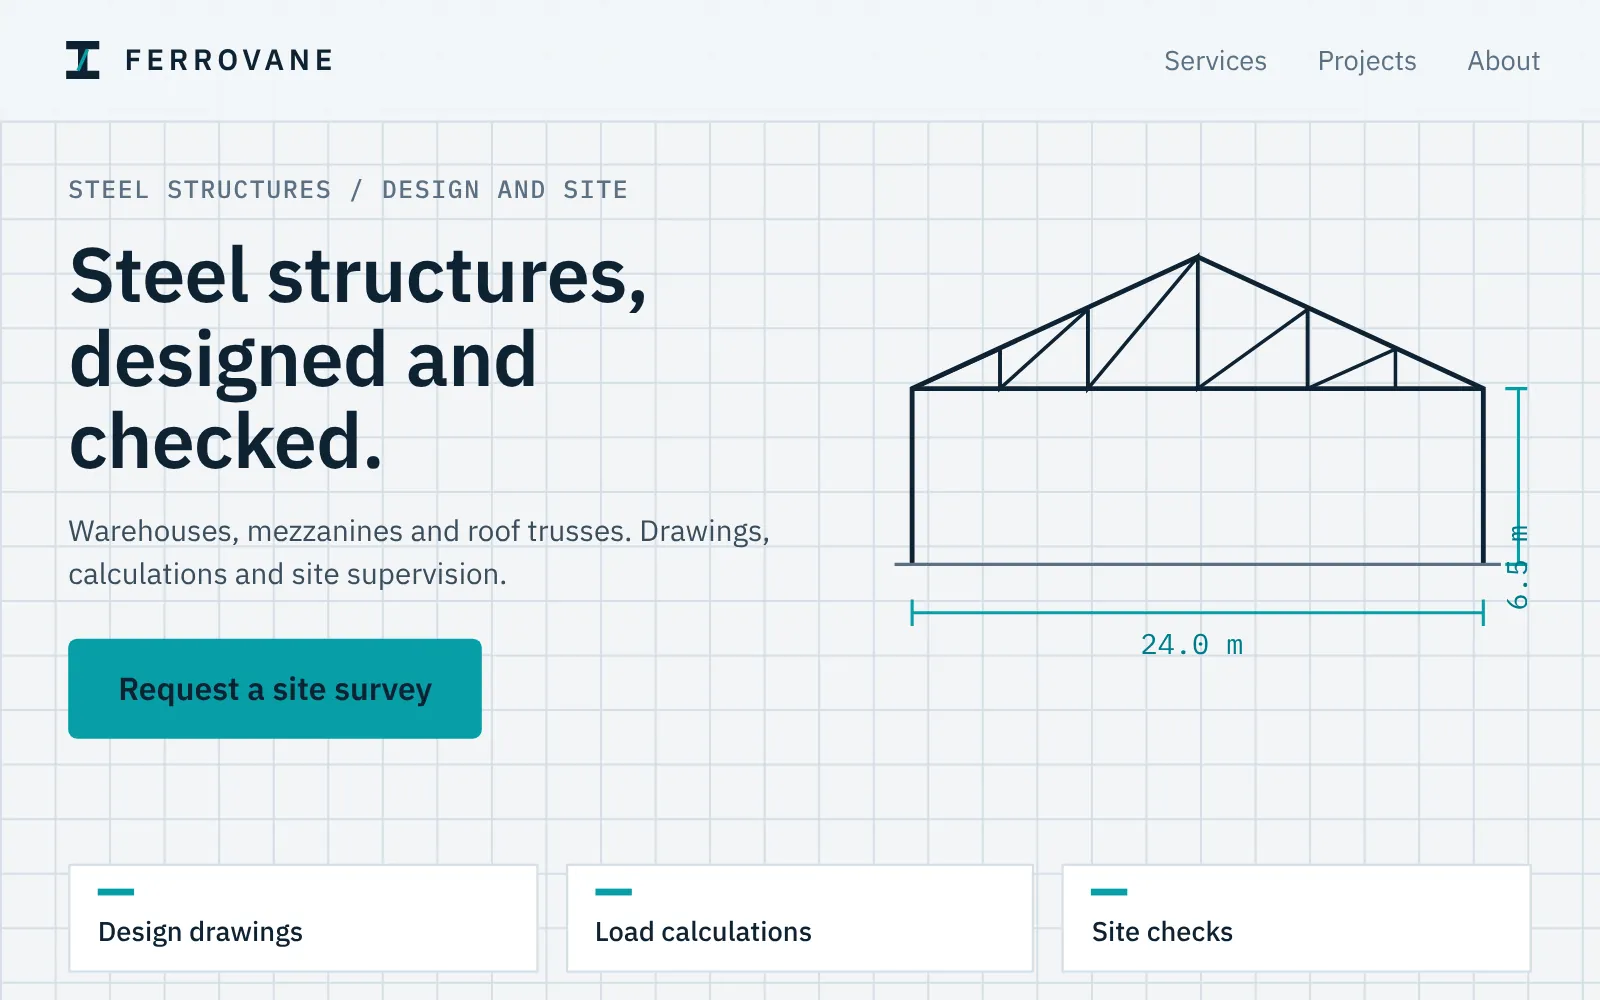 FERROVANE
Services
Projects
About
STEEL STRUCTURES / DESIGN AND SITE
Steel structures,
designed and
checked.
Warehouses, mezzanines and roof trusses. Drawings,
calculations and site supervision.
Request a site survey
6.5 m
24.0 m
Design drawings
Load calculations
Site checks